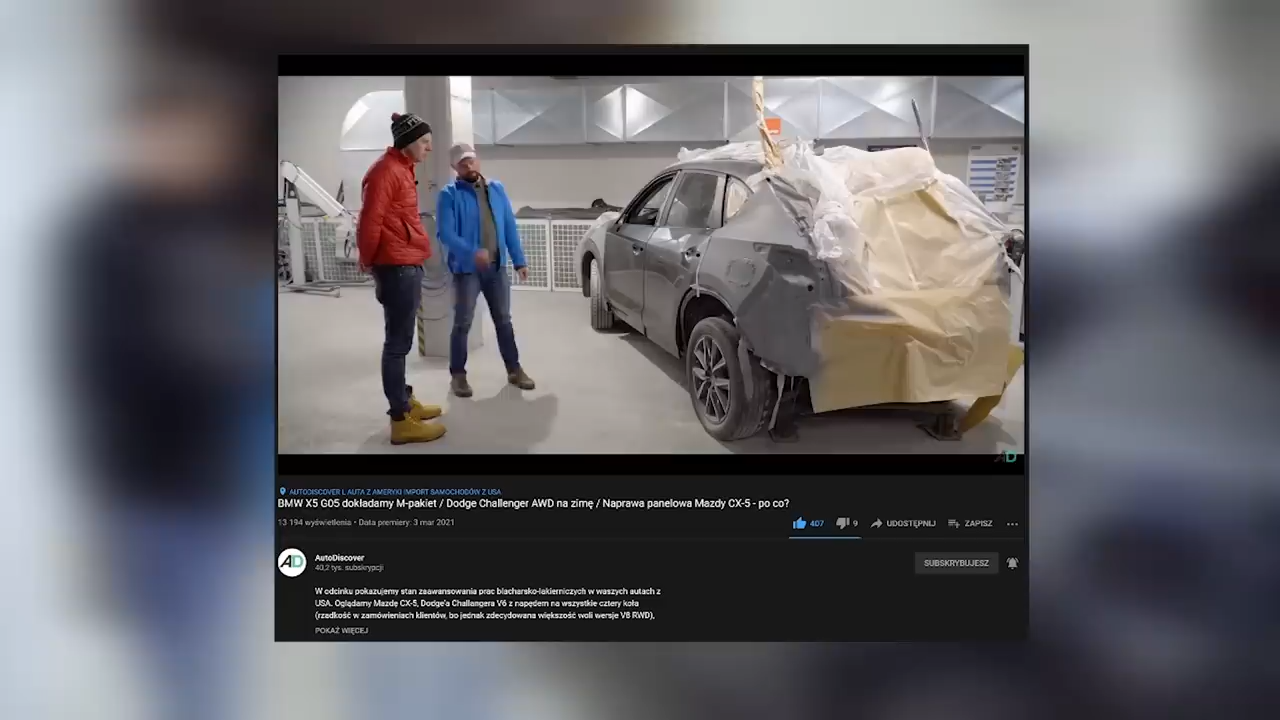 AD
AUTODISCOVER | AUTA Z AMERYKI IMPORT SAMOCHODÓW Z USA
BMW X5 G05 dokładamy M-pakiet / Dodge Challenger AWD na zimę / Naprawa panelowa Mazdy CX-5 - po co?
13 194 wyświetlenia • Data premiery: 3 mar 2021
407 9 UDOSTĘPNIJ ZAPISZ
AD AutoDiscover
40,2 tys. subskrypcji
SUBSKRYBUJESZ
W odcinku pokazujemy stan zaawansowania prac blacharsko-lakierniczych w waszych autach z
USA. Oglądamy Mazdę CX-5, Dodge'a Challangera V6 z napędem na wszystkie cztery koła
(rzadkość w zamówieniach klientów, bo jednak zdecydowana większość woli wersje V6 RWD),
POKAŻ WIĘCEJ